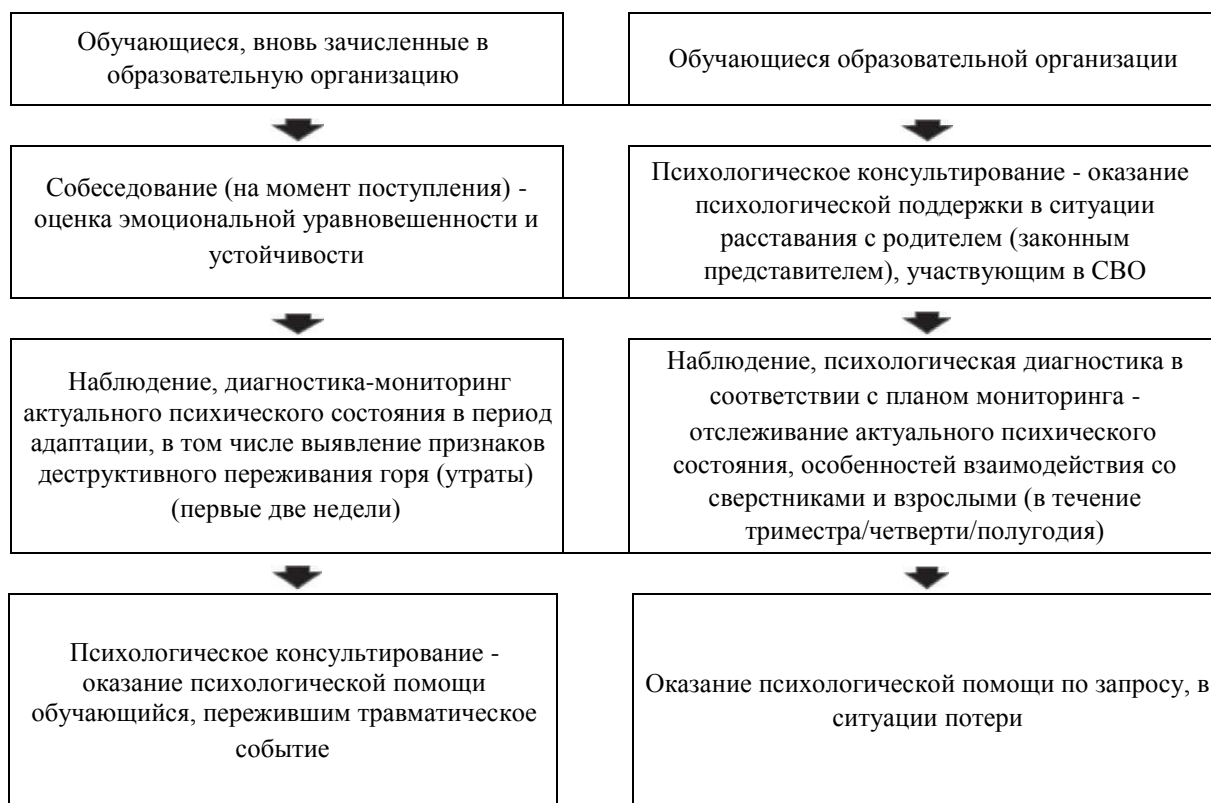 Обучающиеся, вновь зачисленные в
образовательную организацию
Обучающиеся образовательной организации
Собеседование (на момент поступления) -
оценка эмоциональной уравновешенности и
устойчивости
Психологическое консультирование - оказание
психологической поддержки в ситуации
расставания с родителем (законным
представителем), участвующим в СВО
Наблюдение, диагностика-мониторинг
актуального психического состояния в период
адаптации, в том числе выявление признаков
деструктивного переживания горя (утраты)
(первые две недели)
Наблюдение, психологическая диагностика в
соответствии с планом мониторинга -
отслеживание актуального психического
состояния, особенностей взаимодействия со
сверстниками и взрослыми (в течение
триместра/четверти/полугодия)
Психологическое консультирование -
оказание психологической помощи
обучающийся, пережившим травматическое
событие
Оказание психологической помощи по запросу, в
ситуации потери